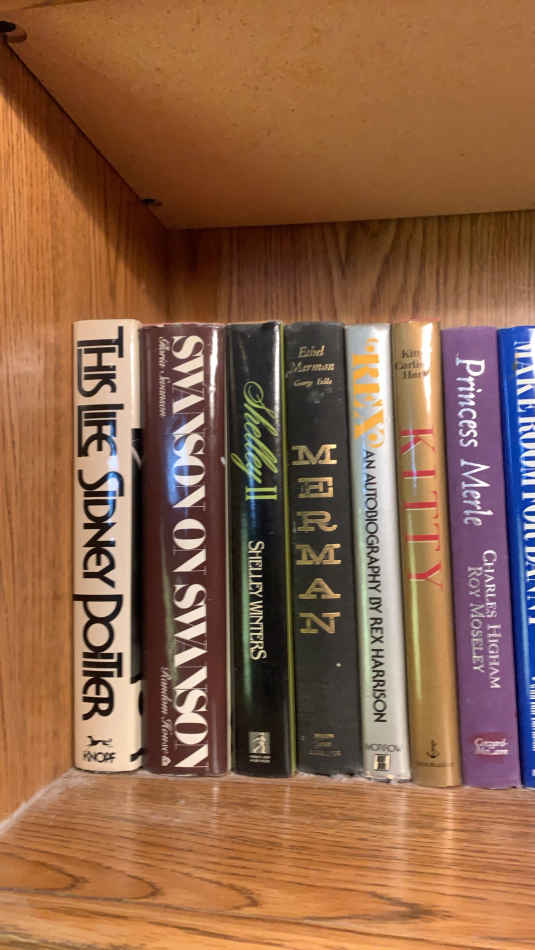 THIS LIFE SIDNEY POITIER
KNOPF
Gloria Swanson
SWANSON ON SWANSON
Random House
Shelley II
SHELLEY WINTERS
Ethel
Merman
George Eells
MERMAN
"REX"
AN AUTOBIOGRAPHY BY REX HARRISON
MORROW
Kitty
Carlisle
Hart
KITTY
Princess Merle
CHARLES HIGHAM
ROY MOSELEY
Coward-
McCann
MAKE ROOM FOR DANNY